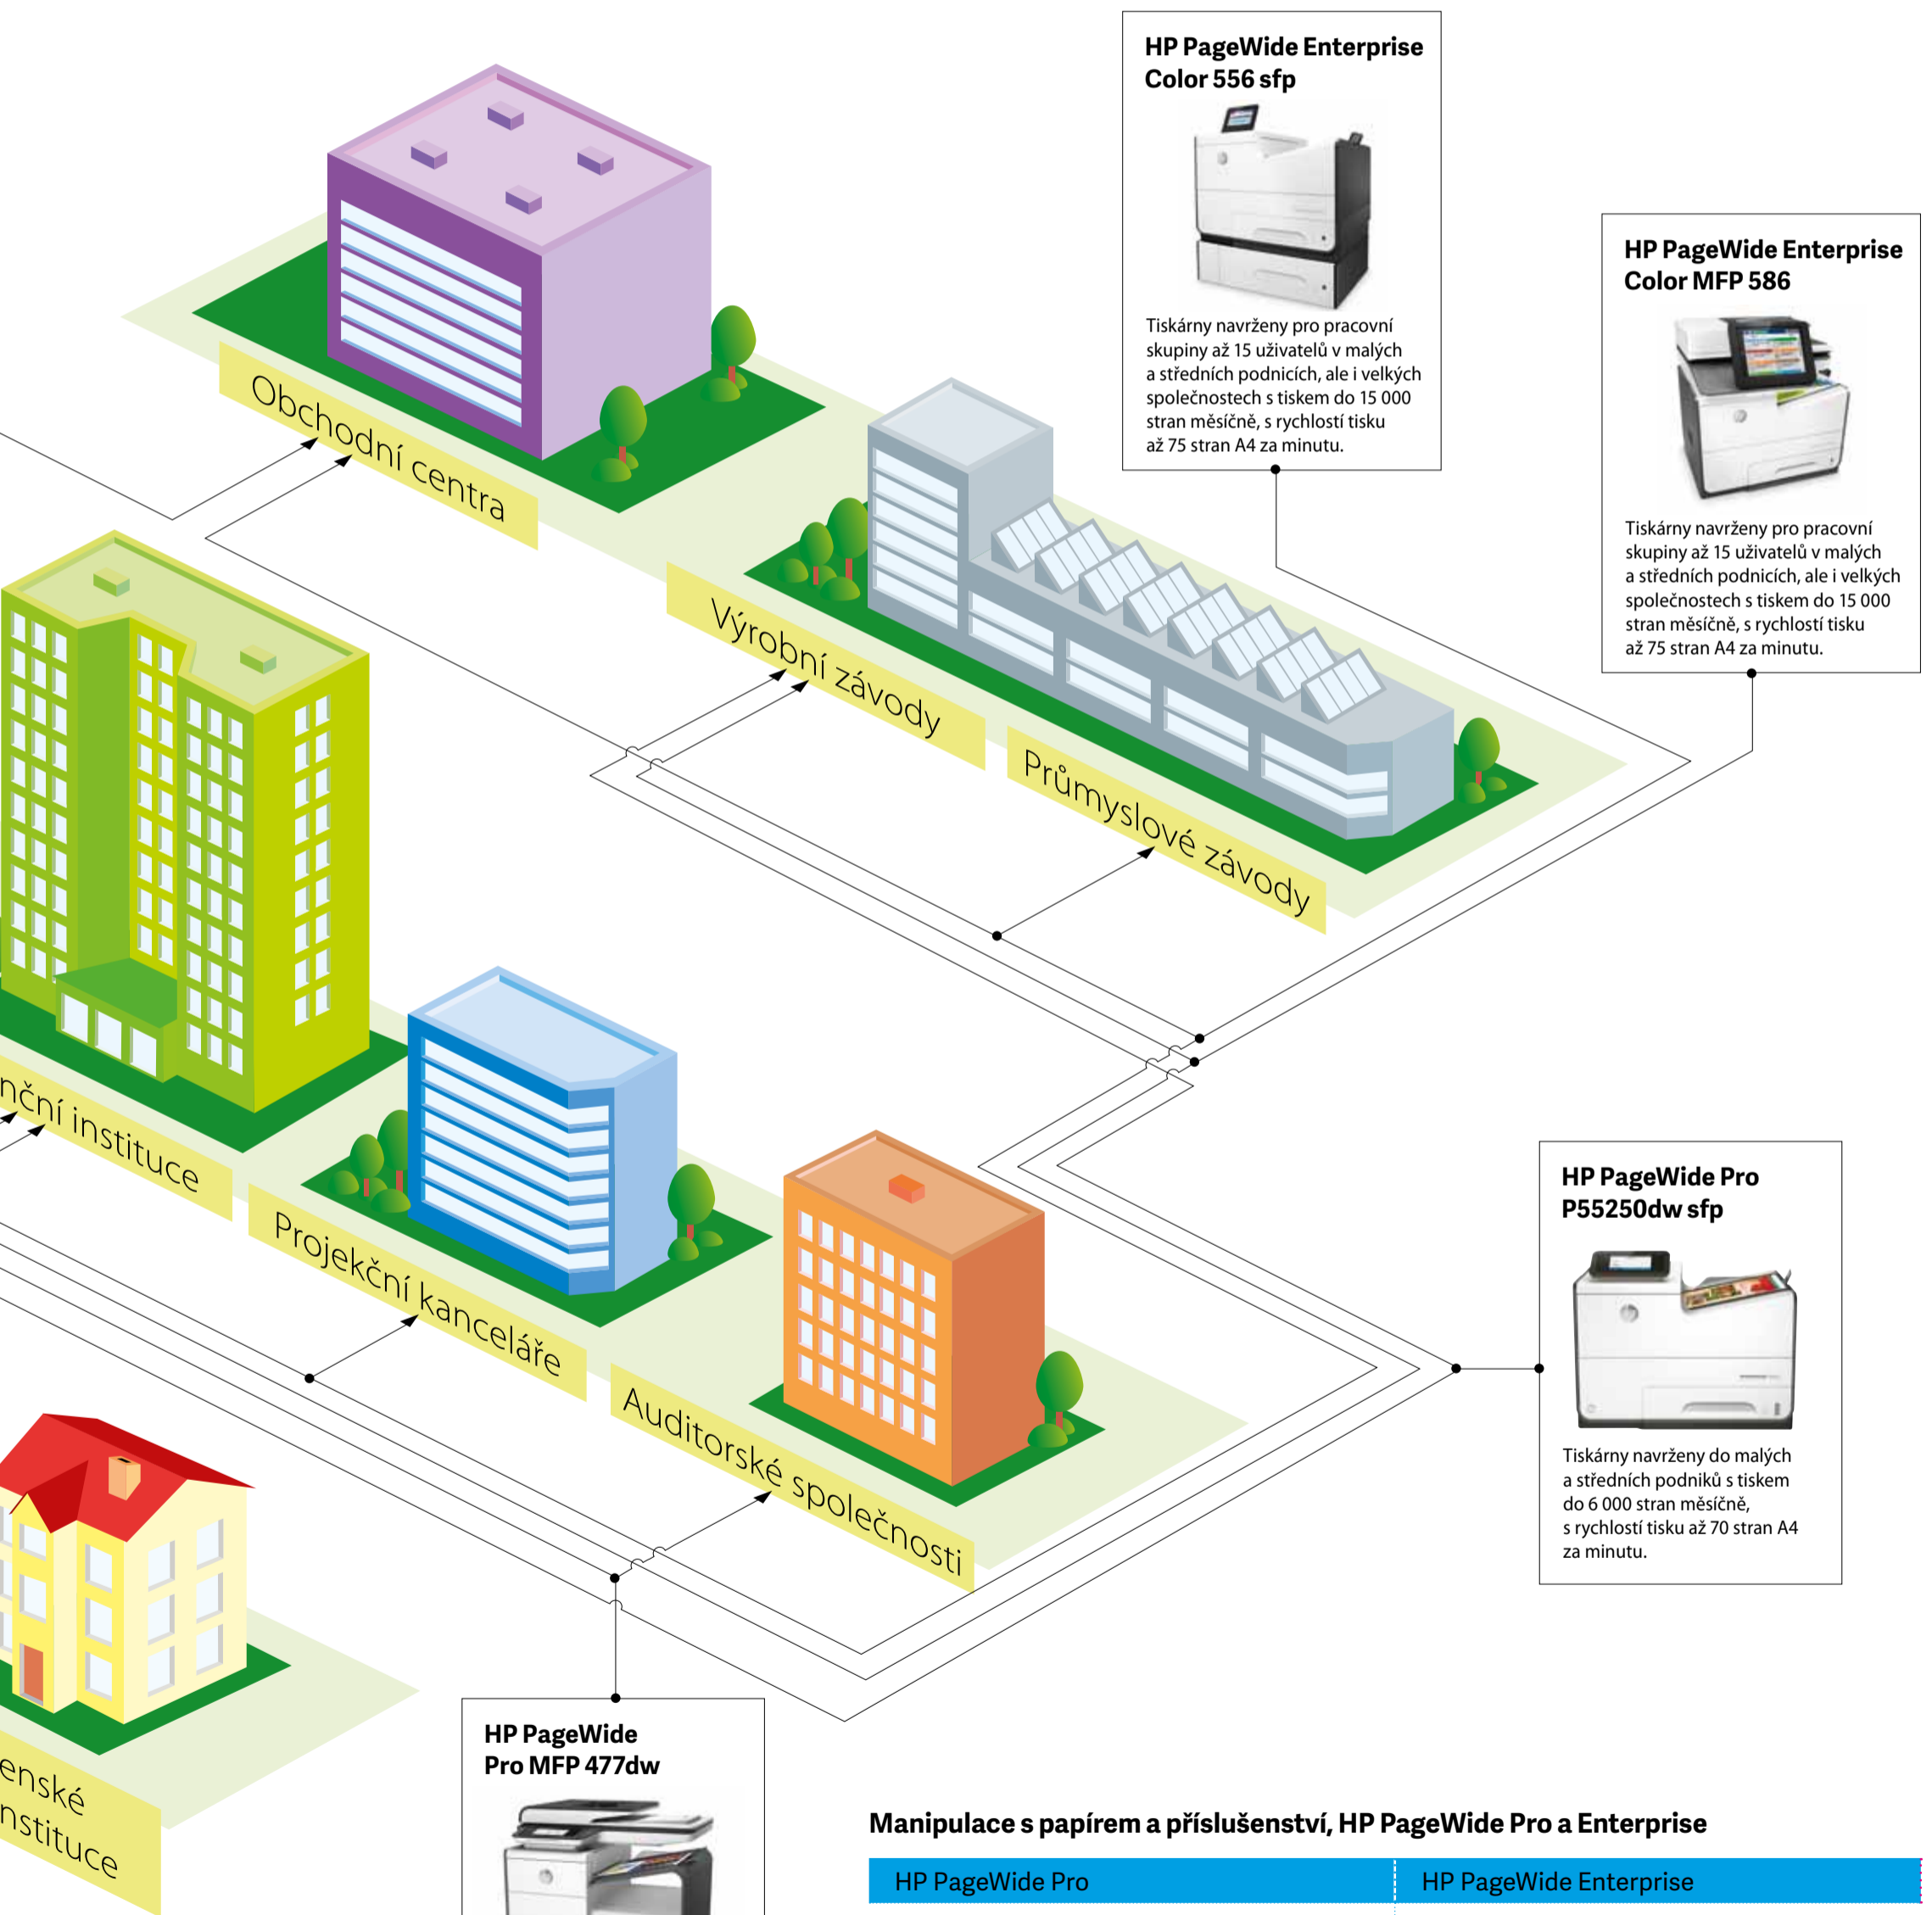 HP PageWide Enterprise
Color 556 sfp
Tiskárny navrženy pro pracovní
skupiny až 15 uživatelů v malých
a středních podnicích, ale i velkých
společnostech s tiskem do 15 000
stran měsíčně, s rychlostí tisku
až 75 stran A4 za minutu.
HP PageWide Enterprise
Color MFP 586
Tiskárny navrženy pro pracovní
skupiny až 15 uživatelů v malých
a středních podnicích, ale i velkých
společnostech s tiskem do 15 000
stran měsíčně, s rychlostí tisku
až 75 stran A4 za minutu.
Obchodní centra
Výrobní závody
Průmyslové závody
nční instituce
Projekční kanceláře
Auditorské společnosti
HP PageWide Pro
P55250dw sfp
Tiskárny navrženy do malých
a středních podniků s tiskem
do 6 000 stran měsíčně,
s rychlostí tisku až 70 stran A4
za minutu.
enské
nstituce
HP PageWide
Pro MFP 477dw
Manipulace s papírem a příslušenství, HP PageWide Pro a Enterprise
HP PageWide Pro
HP PageWide Enterprise